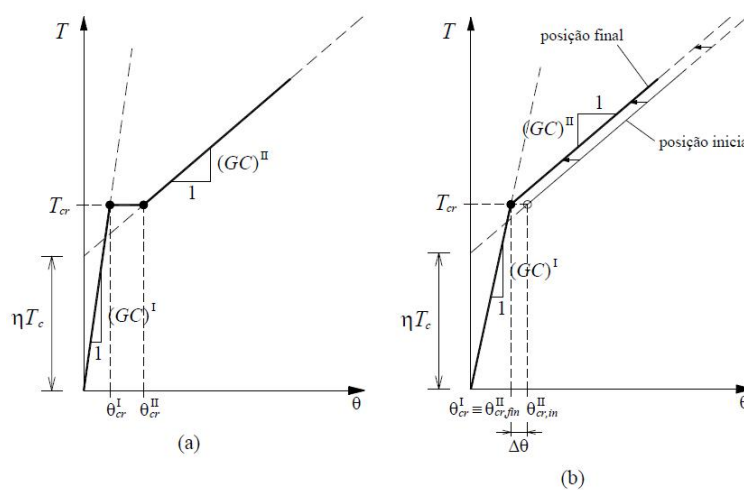 T
(GC)^II
1
T_cr
ηT_c
(GC)^I
1
θ_cr^I
θ_cr^II
θ
(a)
T
posição final
1
(GC)^II
posição inicia
T_cr
(GC)^I
1
ηT_c
θ_cr^I ≡ θ_cr,fin^II
θ_cr,in^II
θ
Δθ
(b)